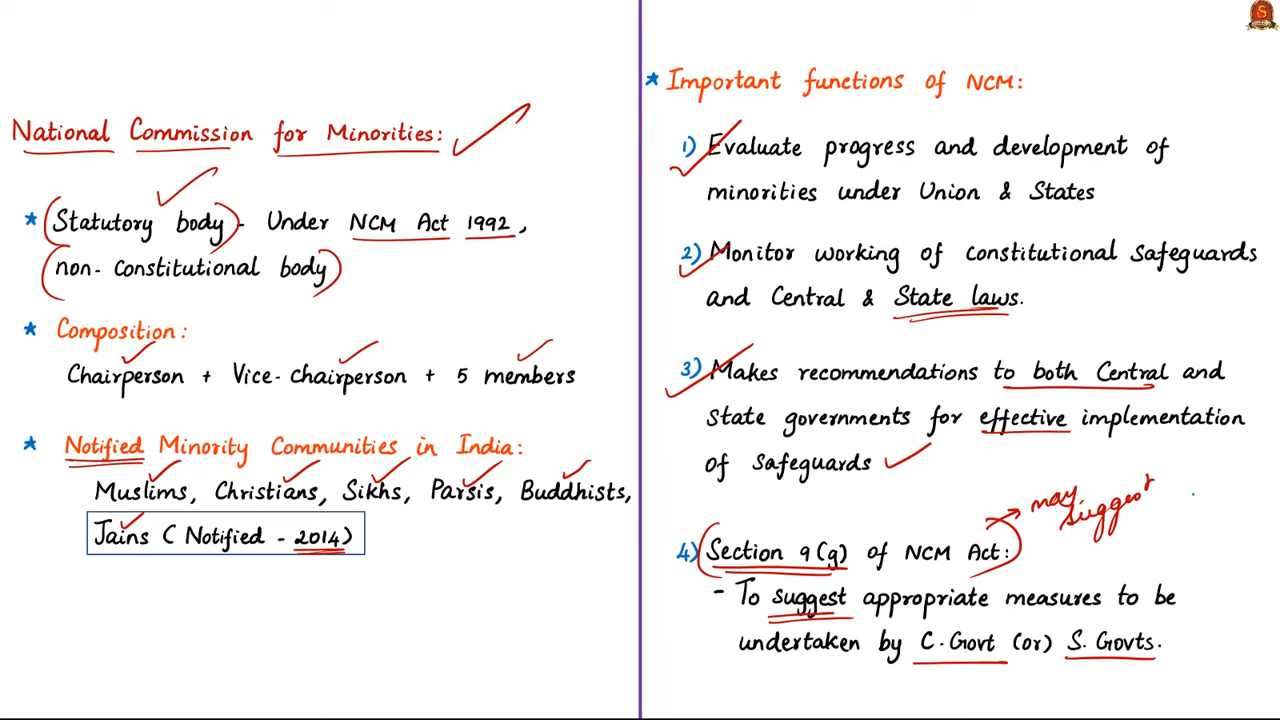 National Commission for Minorities:
* Statutory body - Under NCM Act 1992,
non-Constitutional body
* Composition:
Chairperson + Vice-chairperson + 5 members
* Notified Minority Communities in India:
Muslims, Christians, Sikhs, Parsis, Buddhists,
Jains ( Notified - 2014)
* Important functions of NCM:
1) Evaluate progress and development of
minorities under Union & States
2) Monitor working of constitutional safeguards
and Central & State laws.
3) Makes recommendations to both Central and
State governments for effective implementation
of safeguards
may
suggest
4) Section 9(g) of NCM Act:
- To suggest appropriate measures to be
undertaken by C. Govt (or) S. Govts.